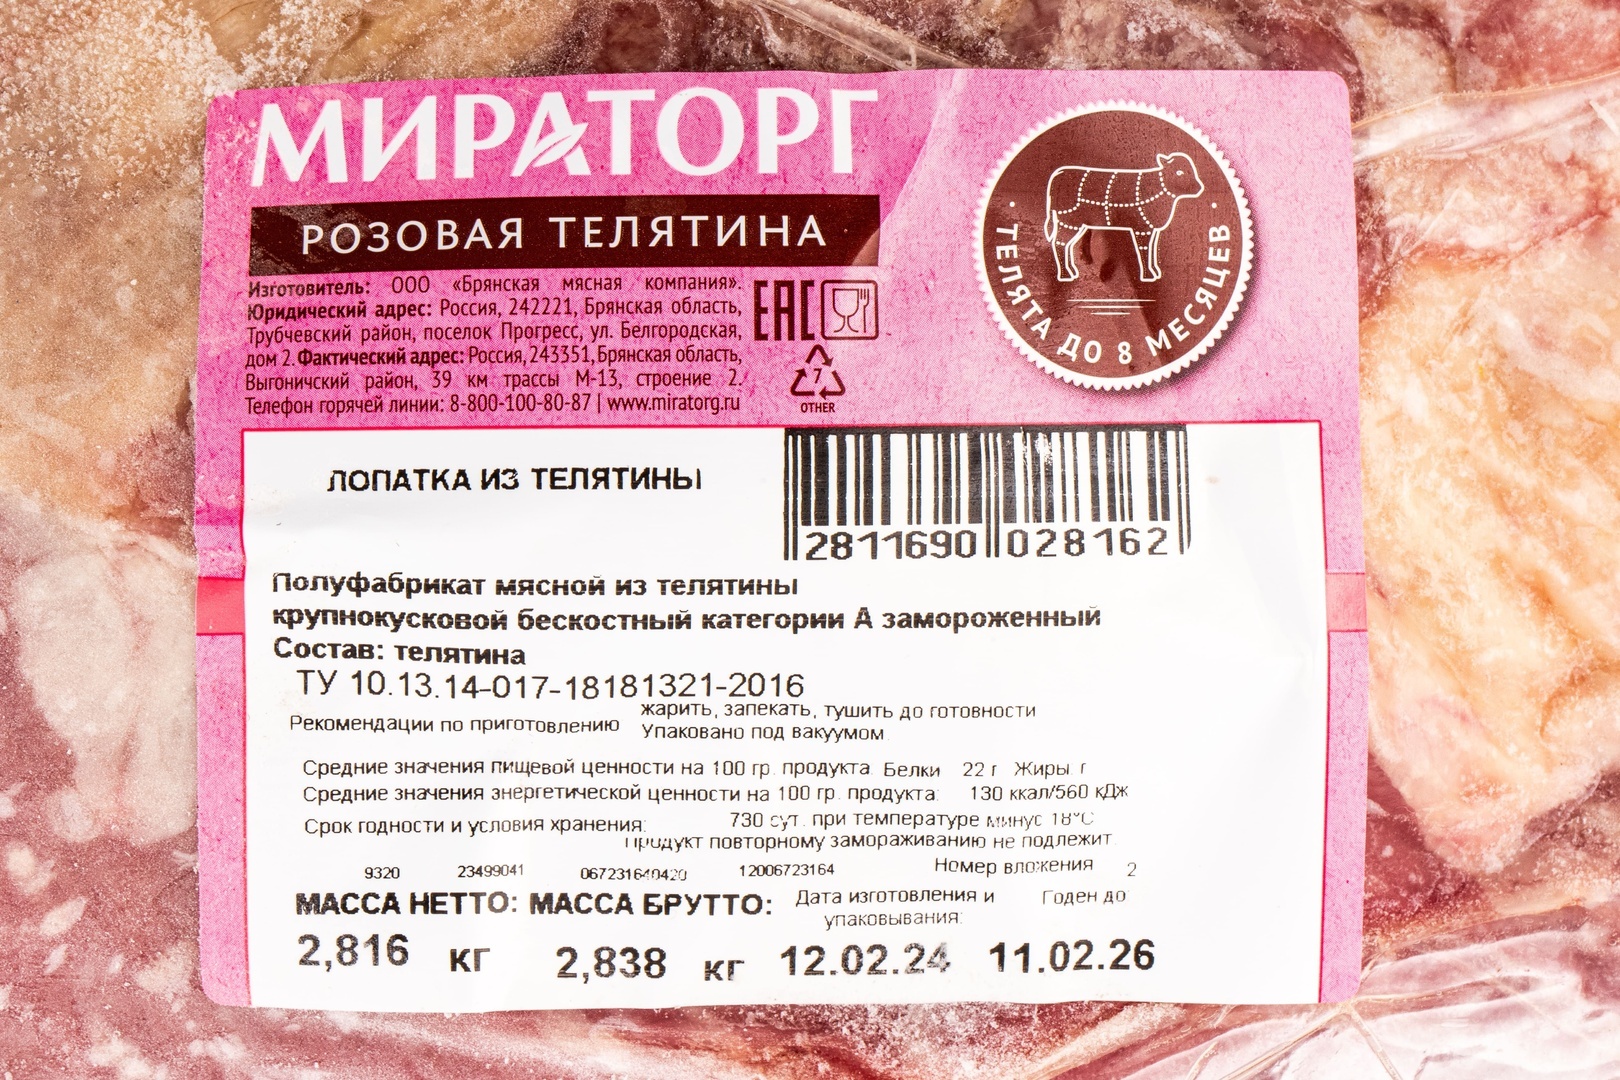 МИРАТОРГ
РОЗОВАЯ ТЕЛЯТИНА
Изготовитель: ООО «Брянская мясная компания».
Юридический адрес: Россия, 242221, Брянская область,
Трубчевский район, поселок Прогресс, ул. Белгородская,
дом 2. Фактический адрес: Россия, 243351, Брянская область,
Выгоничский район, 39 км трассы М-13, строение 2.
Телефон горячей линии: 8-800-100-80-87 | www.miratorg.ru
EAC
7
OTHER
ТЕЛЯТА ДО 8 МЕСЯЦЕВ
ЛОПАТКА ИЗ ТЕЛЯТИНЫ
2811690 028162
Полуфабрикат мясной из телятины
крупнокусковой бескостный категории А замороженный
Состав: телятина
ТУ 10.13.14-017-18181321-2016
Рекомендации по приготовлению жарить, запекать, тушить до готовности
Упаковано под вакуумом
Средние значения пищевой ценности на 100 гр. продукта: Белки 22 г Жиры г
Средние значения энергетической ценности на 100 гр. продукта: 130 ккал/560 кДж
Срок годности и условия хранения: 730 сут. при температуре минус 18°С
Продукт повторному замораживанию не подлежит.
9320 23499041 067231640420 12006723164 Номер вложения 2
МАССА НЕТТО: МАССА БРУТТО: Дата изготовления и упаковывания: Годен до
2,816 кг 2,838 кг 12.02.24 11.02.26